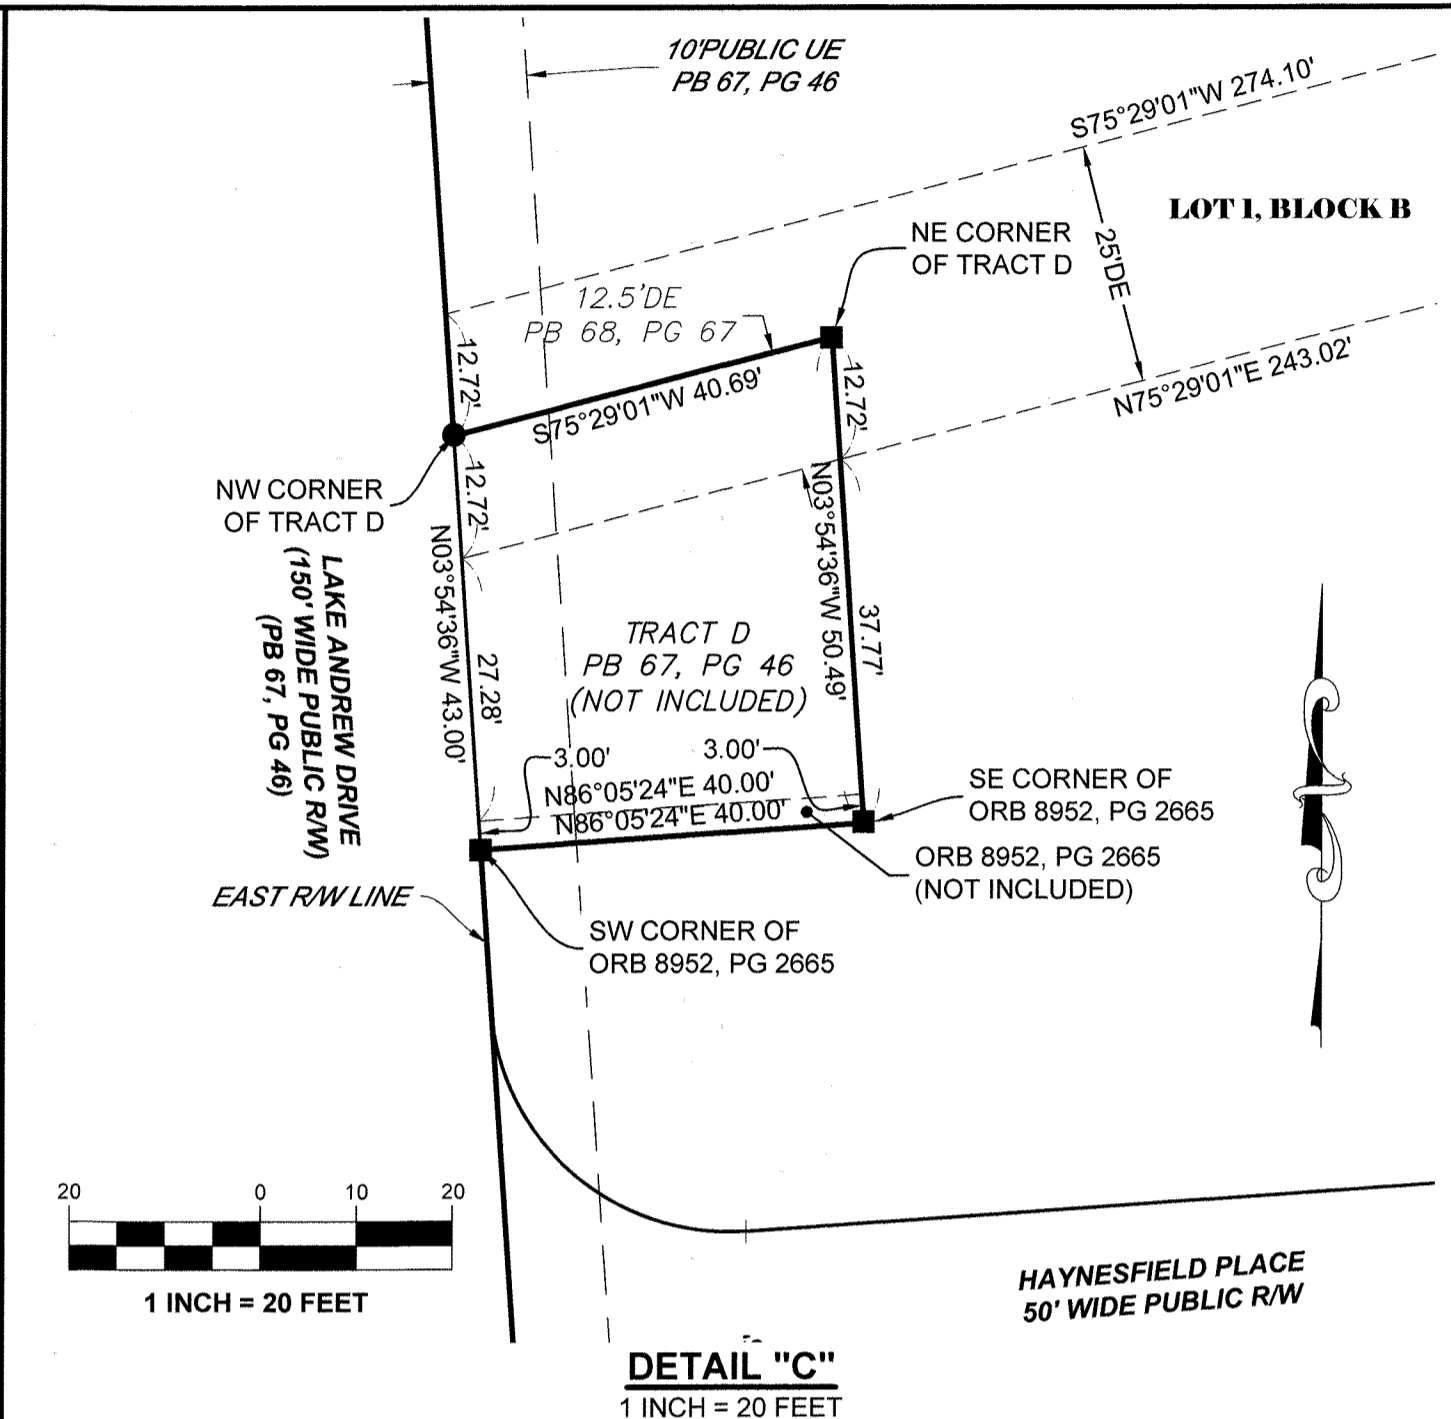 10'PUBLIC UE
PB 67, PG 46
S75°29'01"W 274.10'
LOT 1, BLOCK B
25'DE
NE CORNER
OF TRACT D
12.5'DE
PB 68, PG 67
12.72'
S75°29'01"W 40.69'
12.72'
N75°29'01"E 243.02'
NW CORNER
OF TRACT D
12.72'
N03°54'36"W 43.00'
27.28'
LAKE ANDREW DRIVE
(150' WIDE PUBLIC R/W)
(PB 67, PG 46)
TRACT D
PB 67, PG 46
(NOT INCLUDED)
N03°54'36"W 50.49'
37.77'
3.00'
3.00'
N86°05'24"E 40.00'
N86°05'24"E 40.00'
SE CORNER OF
ORB 8952, PG 2665
ORB 8952, PG 2665
(NOT INCLUDED)
EAST R/W LINE
SW CORNER OF
ORB 8952, PG 2665
20 0 10 20
1 INCH = 20 FEET
HAYNESFIELD PLACE
50' WIDE PUBLIC R/W
DETAIL "C"
1 INCH = 20 FEET